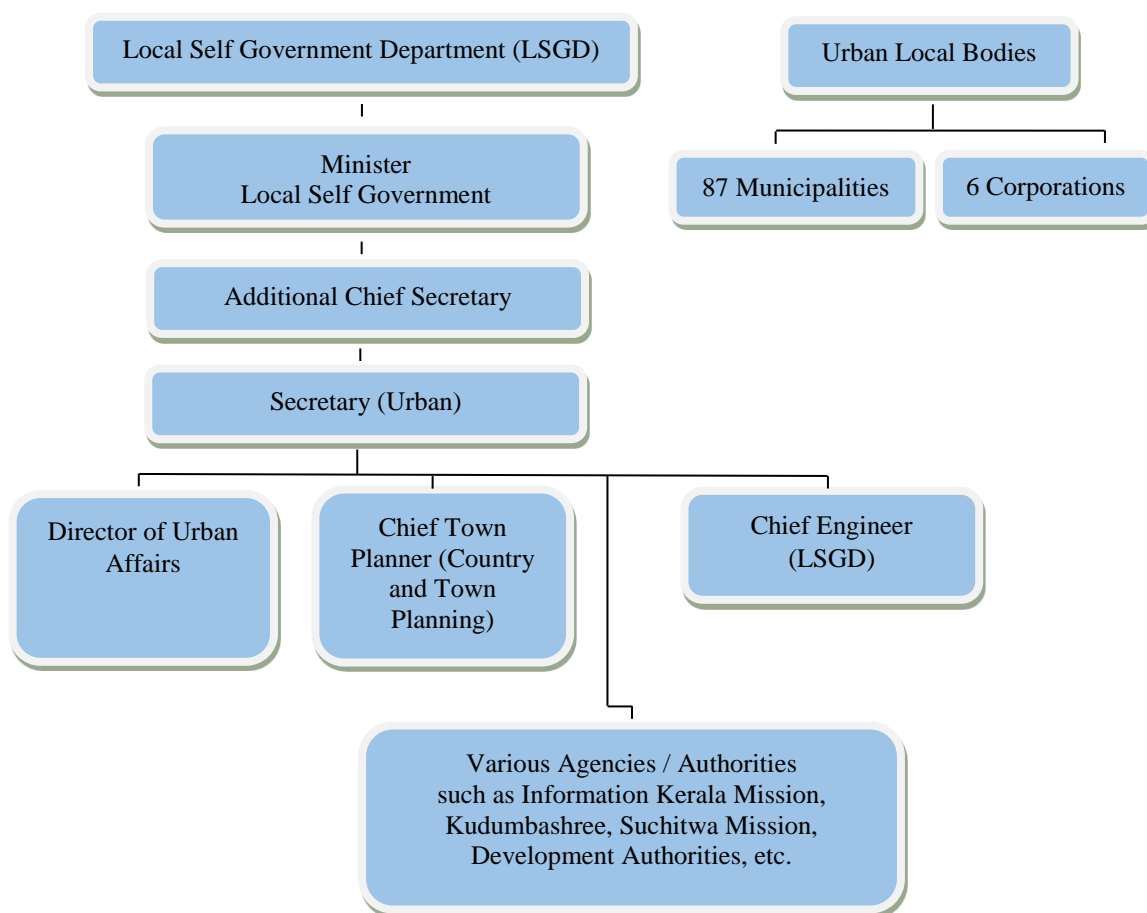 Local Self Government Department (LSGD)
Urban Local Bodies
Minister
Local Self Government
87 Municipalities
6 Corporations
Additional Chief Secretary
Secretary (Urban)
Director of Urban
Affairs
Chief Town
Planner (Country
and Town
Planning)
Chief Engineer
(LSGD)
Various Agencies / Authorities
such as Information Kerala Mission,
Kudumbashree, Suchitwa Mission,
Development Authorities, etc.